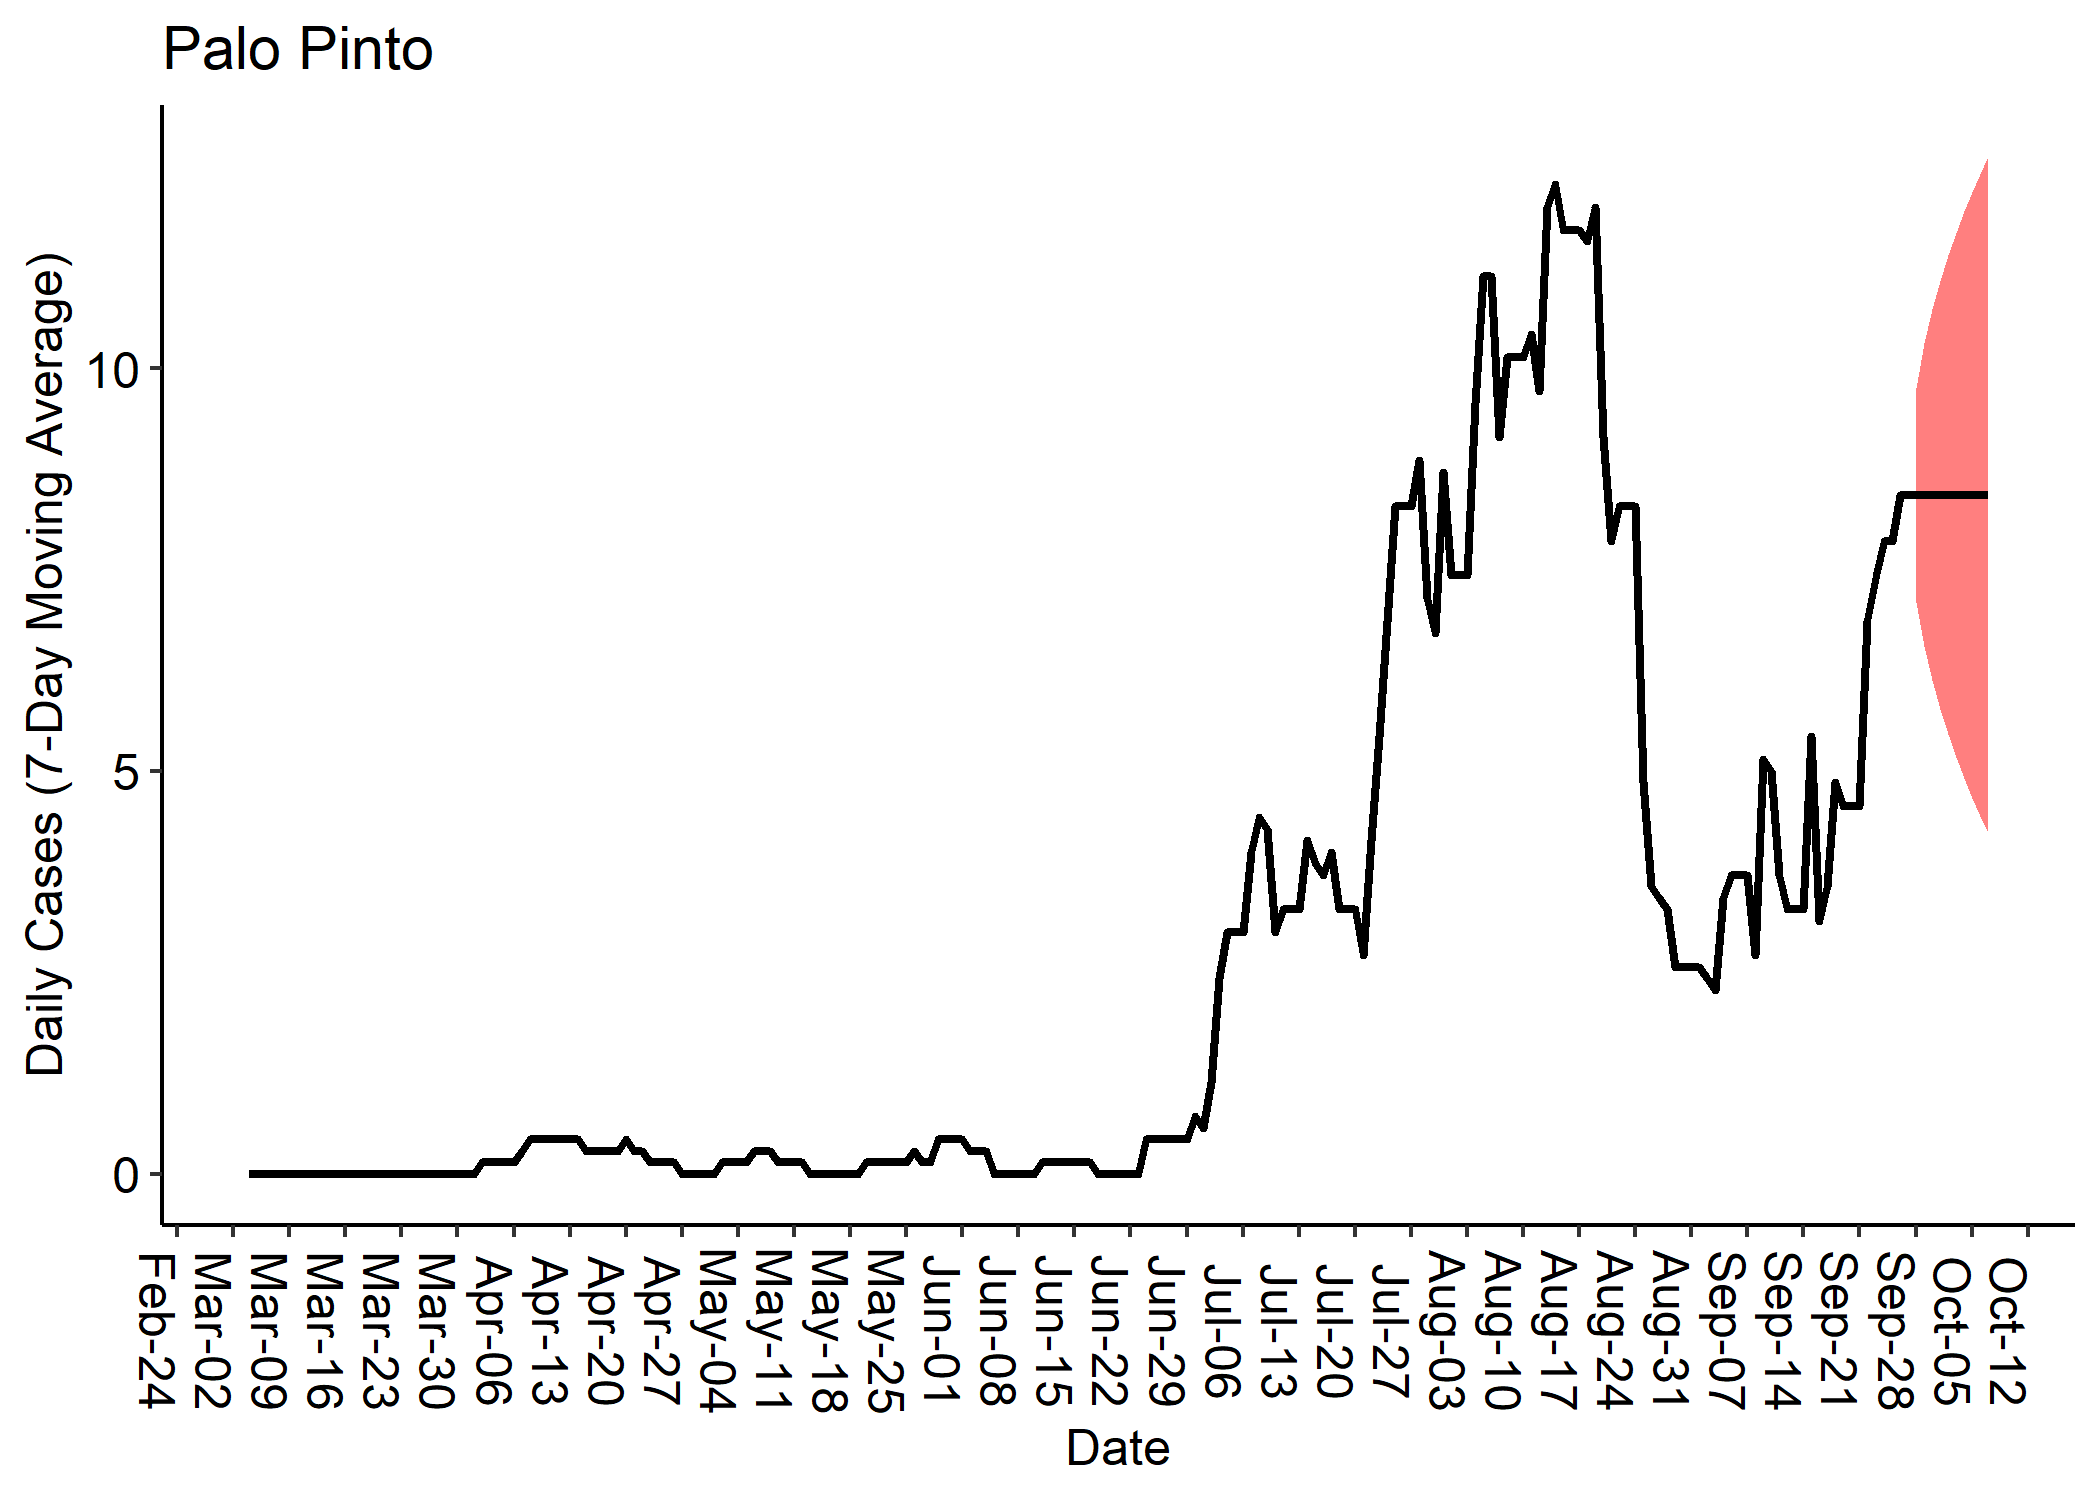 Palo Pinto
Daily Cases (7-Day Moving Average)
10
5
0
Feb-24
Mar-02
Mar-09
Mar-16
Mar-23
Mar-30
Apr-06
Apr-13
Apr-20
Apr-27
May-04
May-11
May-18
May-25
Jun-01
Jun-08
Jun-15
Jun-22
Jun-29
Jul-06
Jul-13
Jul-20
Jul-27
Aug-03
Aug-10
Aug-17
Aug-24
Aug-31
Sep-07
Sep-14
Sep-21
Sep-28
Oct-05
Oct-12
Date